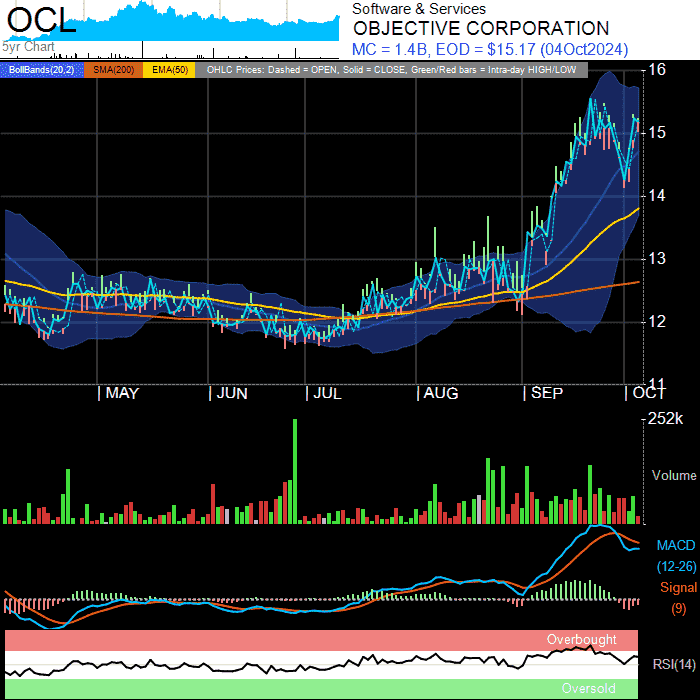 OCL
5yr Chart
Software & Services
OBJECTIVE CORPORATION
MC = 1.4B, EOD = $15.17 (04Oct2024)
BollBands(20,2) SMA(200) EMA(50) OHLC Prices: Dashed = OPEN, Solid = CLOSE, Green/Red bars = Intra-day HIGH/LOW
16
15
14
13
12
11
MAY JUN JUL AUG SEP OCT
252k
Volume
MACD
(12-26)
Signal
(9)
Overbought
RSI(14)
Oversold